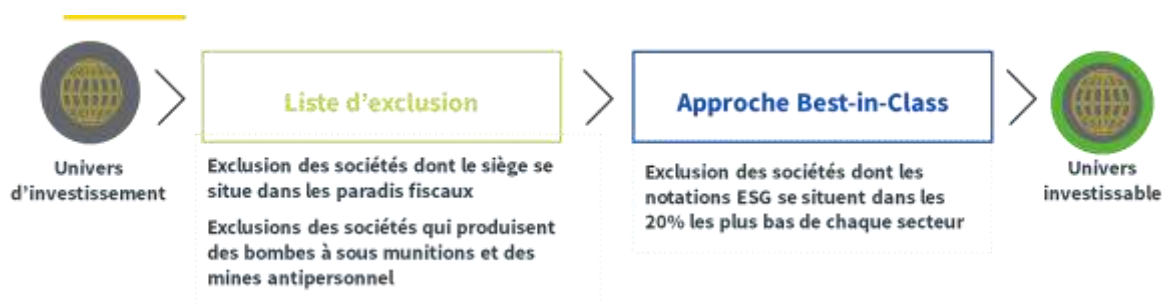 Univers
d'investissement
Liste d'exclusion
Exclusion des sociétés dont le siège se
situe dans les paradis fiscaux
Exclusions des sociétés qui produisent
des bombes à sous munitions et des
mines antipersonnel
Approche Best-in-Class
Exclusion des sociétés dont les
notations ESG se situent dans les
20% les plus bas de chaque secteur
Univers
investissable